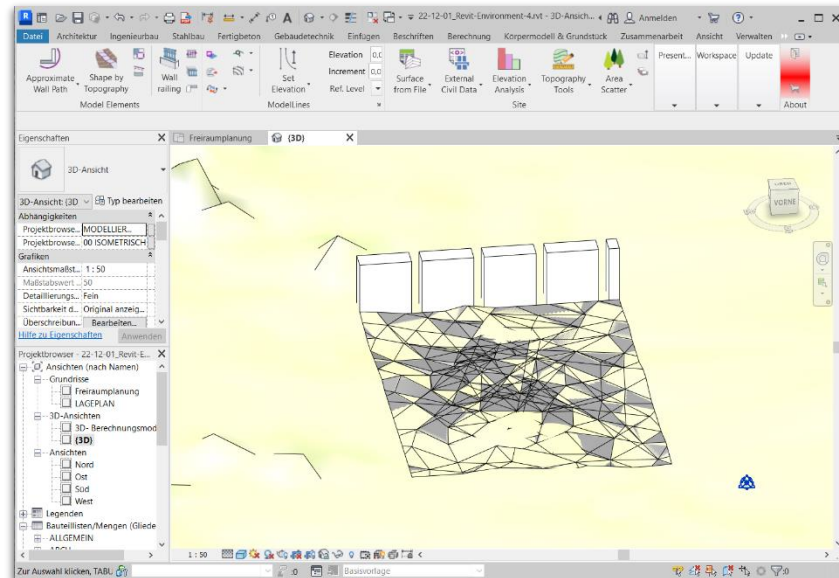 22-12-01_Revit-Environment-4.rvt - 3D-Ansich...
Anmelden
Datei Architektur Ingenieurbau Stahlbau Fertigbeton Gebäudetechnik Einfügen Beschriften Berechnung Körpermodell & Grundstück Zusammenarbeit Ansicht Verwalten
Approximate Wall Path
Shape by Topography
Wall railing
Model Elements
Set Elevation
Elevation
Increment
Ref. Level
ModelLines
Surface from File
External Civil Data
Elevation Analysis
Topography Tools
Area Scatter
Site
Present...
Workspace
Update
About
Eigenschaften
Freiraumplanung
(3D)
3D-Ansicht
3D-Ansicht: (3D
Typ bearbeiten
Abhängigkeiten
Projektbrowse... MODELLIER...
Projektbrowse... 00 ISOMETRISCH
Grafiken
Ansichtsmaßst... 1 : 50
Maßstabswert ... 50
Detaillierungs... Fein
Sichtbarkeit d... Original anzeig...
Überschreibun... Bearbeiten...
Hilfe zu Eigenschaften
Anwenden
Projektbrowser - 22-12-01_Revit-E...
Ansichten (nach Namen)
Grundrisse
Freiraumplanung
LAGEPLAN
3D-Ansichten
3D- Berechnungsmod
(3D)
Ansichten
Nord
Ost
Süd
West
Legenden
Bauteillisten/Mengen (Gliede
ALLGEMEIN
VORNE
1 : 50
Zur Auswahl klicken, TABU
:0
Basisvorlage
:0